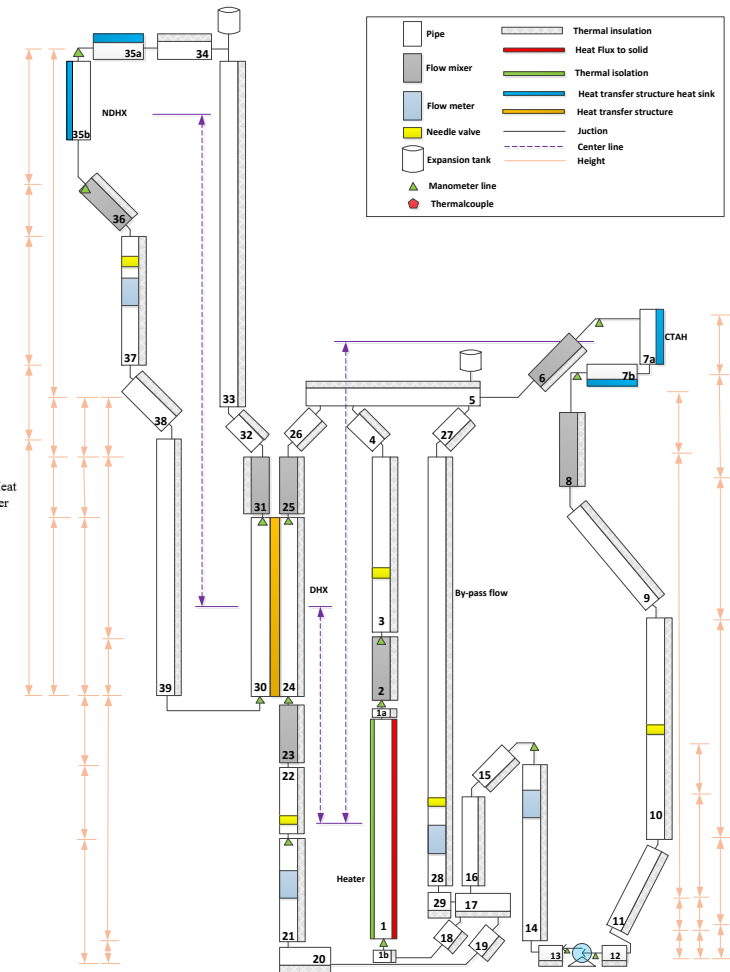 35a
34
Pipe
Flow mixer
Flow meter
Needle valve
Expansion tank
Manometer line
Thermalcouple
Thermal insulation
Heat Flux to solid
Thermal isolation
Heat transfer structure heat sink
Heat transfer structure
Juction
Center line
Height
NDHX
35b
36
37
38
33
32
26
4
27
5
6
7a
CTAH
7b
8
31
25
eat
er
DHX
3
By-pass flow
9
2
39
30
24
1a
23
22
15
10
Heater
28
16
29
17
21
1
14
11
18
19
1b
20
13
12